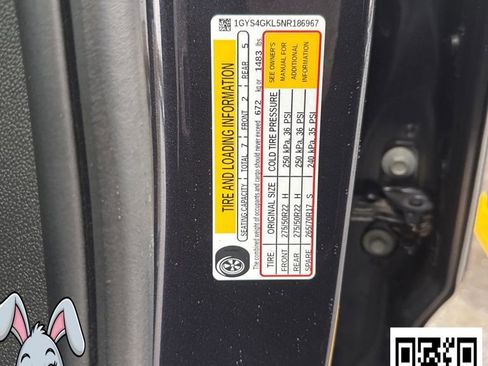 1GYS4GKL5NR186967
TIRE AND LOADING INFORMATION
SEATING CAPACITY TOTAL 7 FRONT 2 REAR 5
The combined weight of occupants and cargo should never exceed 672 kg or 1483 lbs
TIRE ORIGINAL SIZE COLD TIRE PRESSURE
FRONT 275/50R22 H 250 kPa, 36 PSI
REAR 275/50R22 H 250 kPa, 36 PSI
SPARE 265/70R17 S 240 kPa, 35 PSI
SEE OWNER'S
MANUAL FOR
ADDITIONAL
INFORMATION